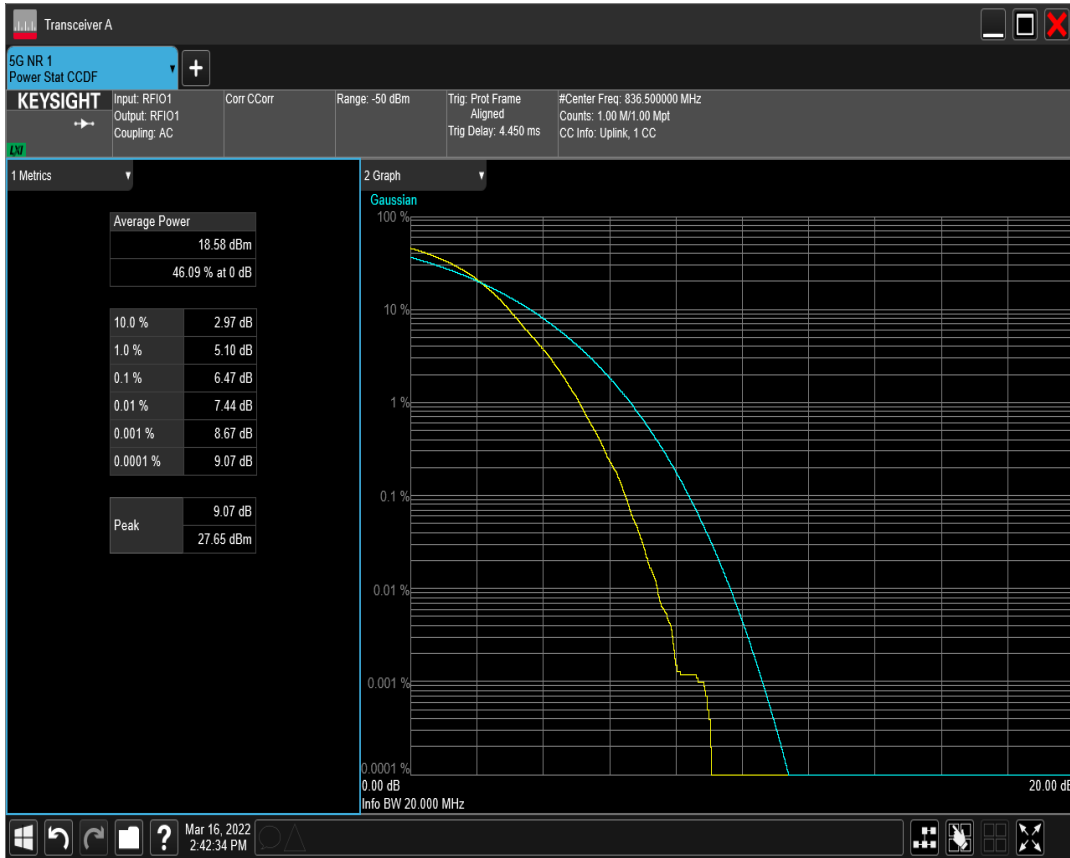 Transceiver A
5G NR 1
Power Stat CCDF
+
KEYSIGHT
LXI
Input: RFIO1
Output: RFIO1
Coupling: AC
Corr CCorr
Range: -50 dBm
Trig: Prot Frame
Aligned
Trig Delay: 4.450 ms
#Center Freq: 836.500000 MHz
Counts: 1.00 M/1.00 Mpt
CC Info: Uplink, 1 CC
1 Metrics
Average Power
18.58 dBm
46.09 % at 0 dB
10.0 % 2.97 dB
1.0 % 5.10 dB
0.1 % 6.47 dB
0.01 % 7.44 dB
0.001 % 8.67 dB
0.0001 % 9.07 dB
Peak
9.07 dB
27.65 dBm
2 Graph
Gaussian
100 %
10 %
1 %
0.1 %
0.01 %
0.001 %
0.0001 %
0.00 dB 20.00 dB
Info BW 20.000 MHz
?
Mar 16, 2022
2:42:34 PM